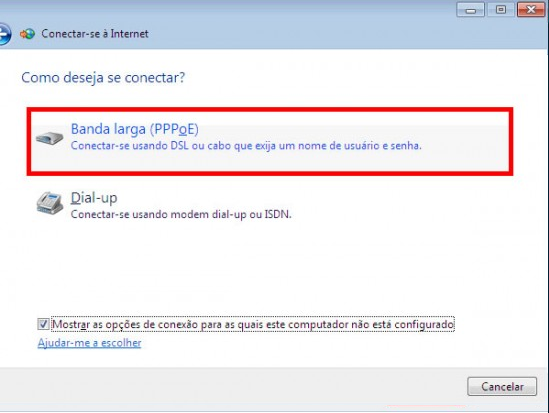 Conectar-se à Internet
Como deseja se conectar?
Banda larga (PPPoE)
Conectar-se usando DSL ou cabo que exija um nome de usuário e senha.
Dial-up
Conectar-se usando modem dial-up ou ISDN.
Mostrar as opções de conexão para as quais este computador não está configurado
Ajudar-me a escolher
Cancelar